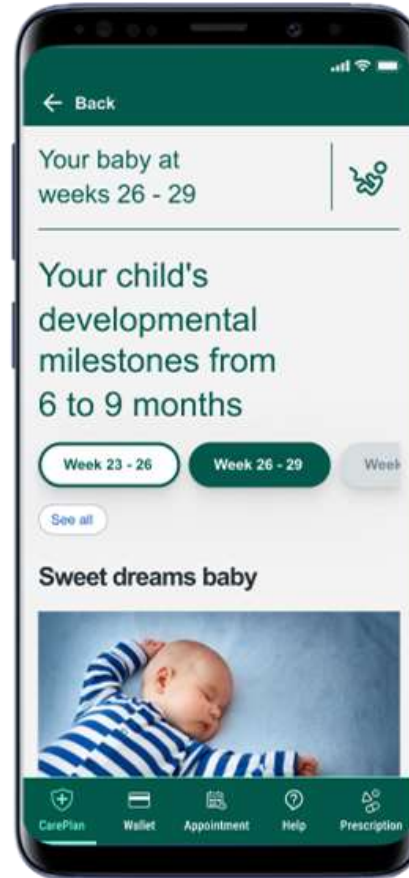 Back
Your baby at
weeks 26 - 29
Your child's
developmental
milestones from
6 to 9 months
Week 23 - 26
Week 26 - 29
Week
See all
Sweet dreams baby
CarePlan
Wallet
Appointment
Help
Prescription